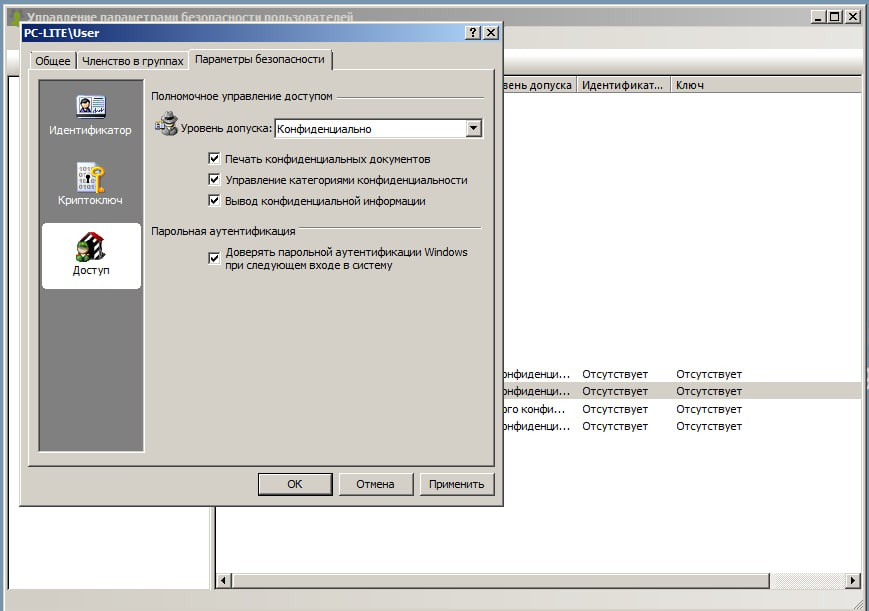 Управление параметрами безопасности пользователей
PC-LITE\User
Общее
Членство в группах
Параметры безопасности
Идентификатор
Криптоключ
Доступ
Полномочное управление доступом
Уровень допуска:
Конфиденциально
Печать конфиденциальных документов
Управление категориями конфиденциальности
Вывод конфиденциальной информации
Парольная аутентификация
Доверять парольной аутентификации Windows
при следующем входе в систему
ОК
Отмена
Применить
вень допуска
Идентификат...
Ключ
онфиденци...
Отсутствует
Отсутствует
онфиденци...
Отсутствует
Отсутствует
ого конфи...
Отсутствует
Отсутствует
онфиденци...
Отсутствует
Отсутствует